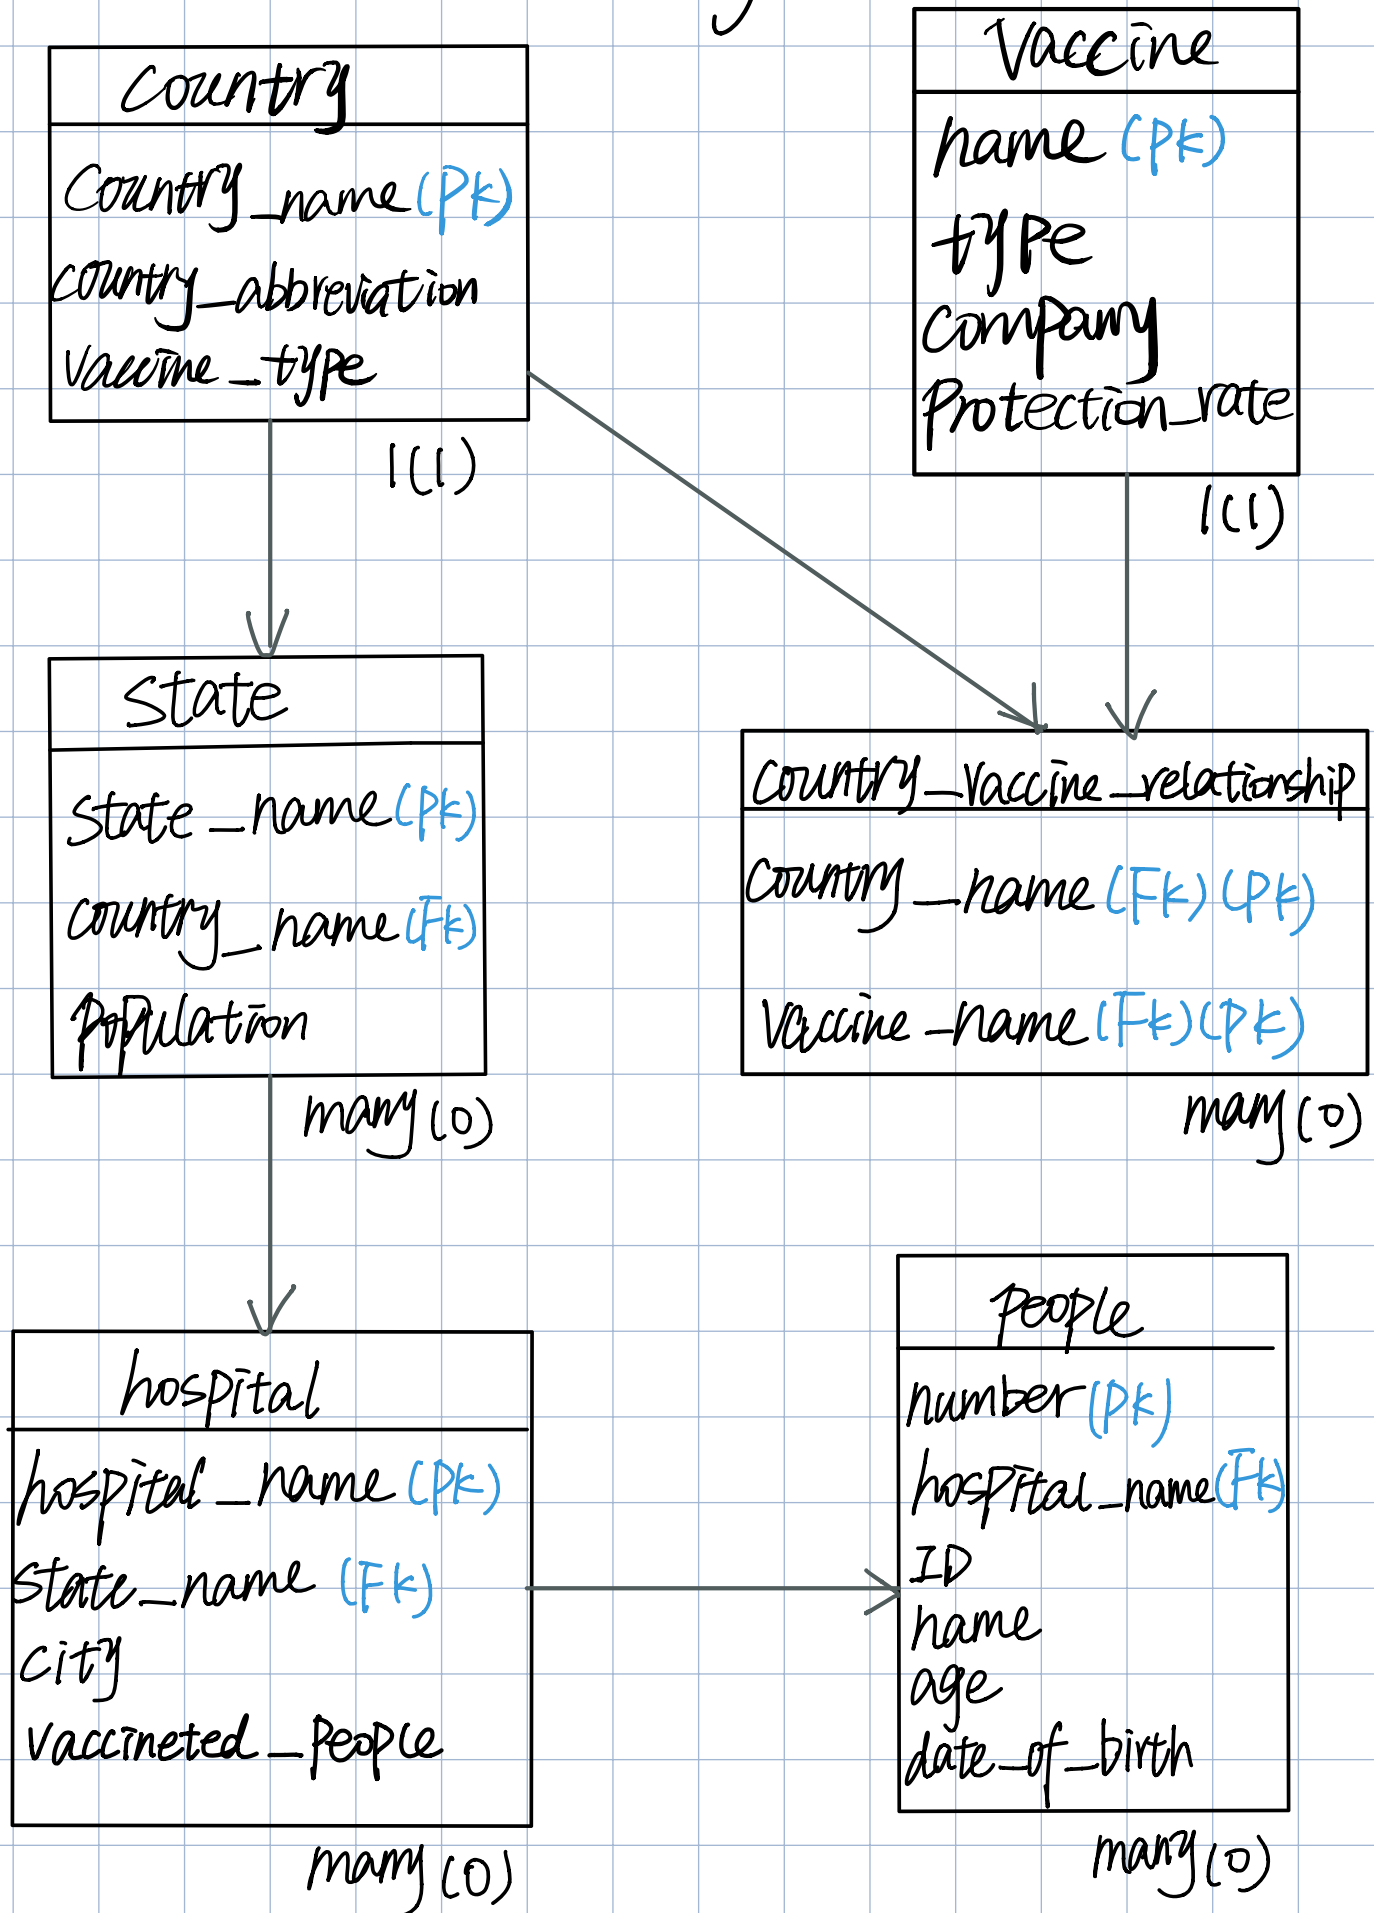 Country
Country_name (PK)
country_abbreviation
vaccine_type
1(1)
Vaccine
name (PK)
type
company
Protection_rate
1(1)
State
State_name (PK)
country_name (FK)
population
many(0)
country_vaccine_relationship
country_name (FK) (PK)
vaccine_name (FK) (PK)
many(0)
hospital
hospital_name (PK)
state_name (FK)
city
vaccineted_people
many(0)
people
number (PK)
hospital_name (FK)
ID
name
age
date_of_birth
many(0)